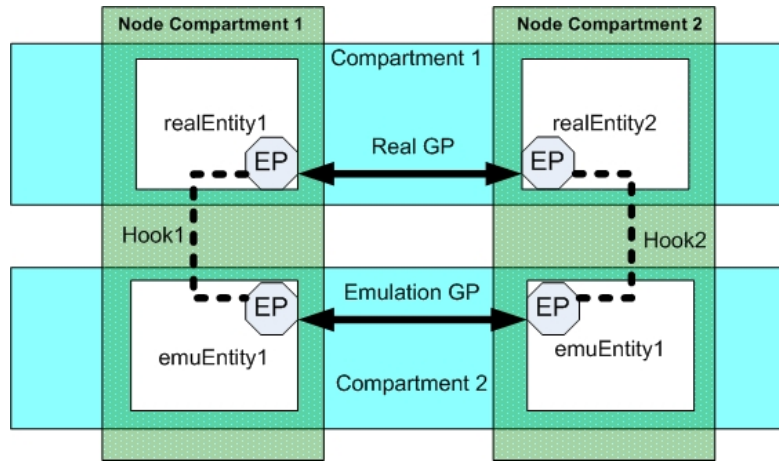 Node Compartment 1
Node Compartment 2
Compartment 1
realEntity1
realEntity2
EP
Real GP
EP
Hook1
Hook2
EP
Emulation GP
EP
emuEntity1
emuEntity1
Compartment 2